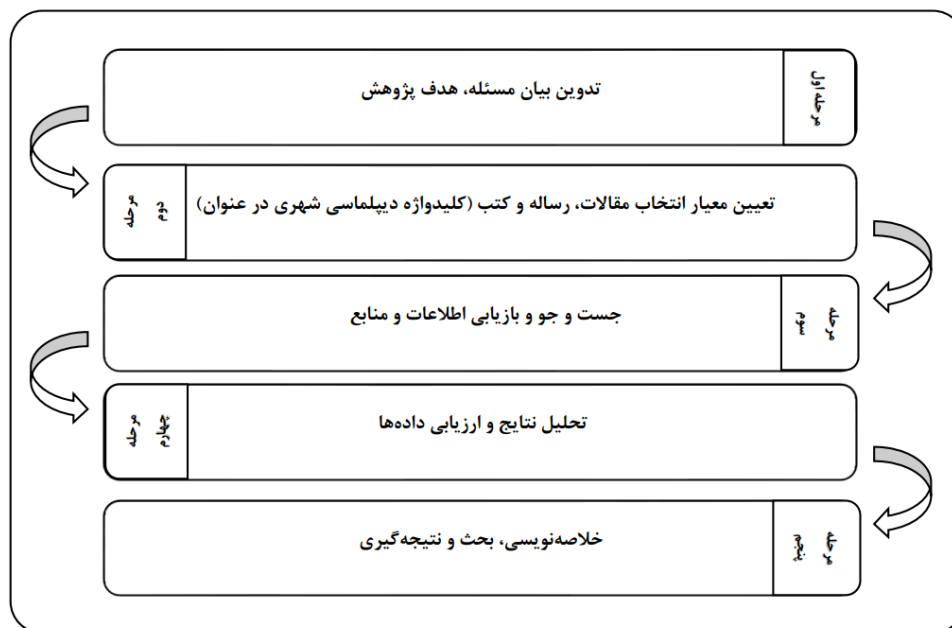 مرحله اول
تدوین بیان مسئله، هدف پژوهش
مرحله
دوم
تعیین معیار انتخاب مقالات، رساله و کتب (کلیدواژه دیپلماسی شهری در عنوان)
مرحله
سوم
جست و جو و بازیابی اطلاعات و منابع
مرحله
چهارم
تحلیل نتایج و ارزیابی داده‌ها
مرحله
پنجم
خلاصه‌نویسی، بحث و نتیجه‌گیری